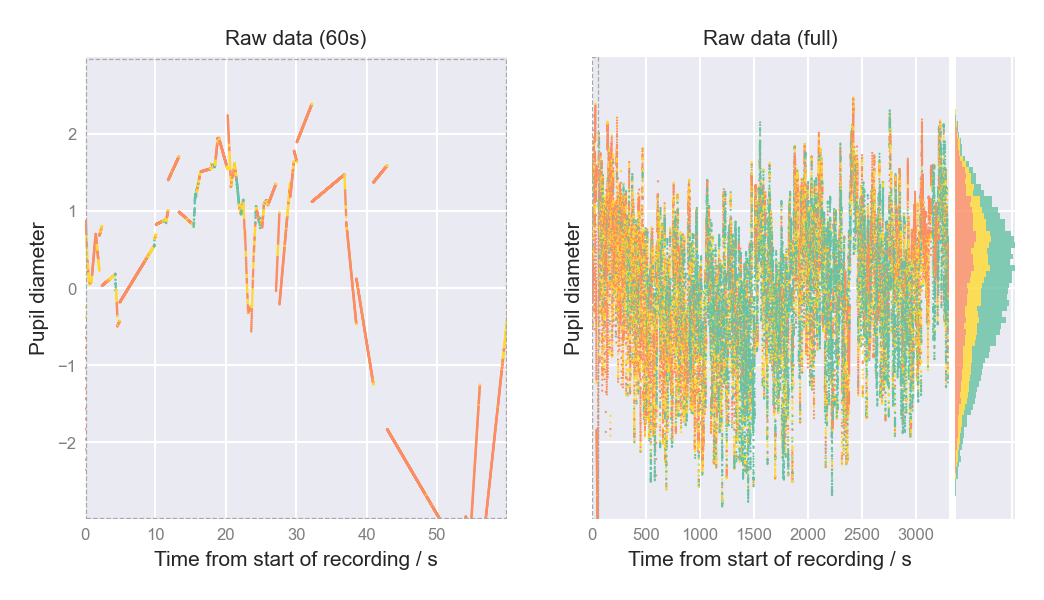 Raw data (60s)
Raw data (full)
Pupil diameter
2
1
0
−1
−2
0 10 20 30 40 50
Time from start of recording / s
Pupil diameter
0 500 1000 1500 2000 2500 3000
Time from start of recording / s